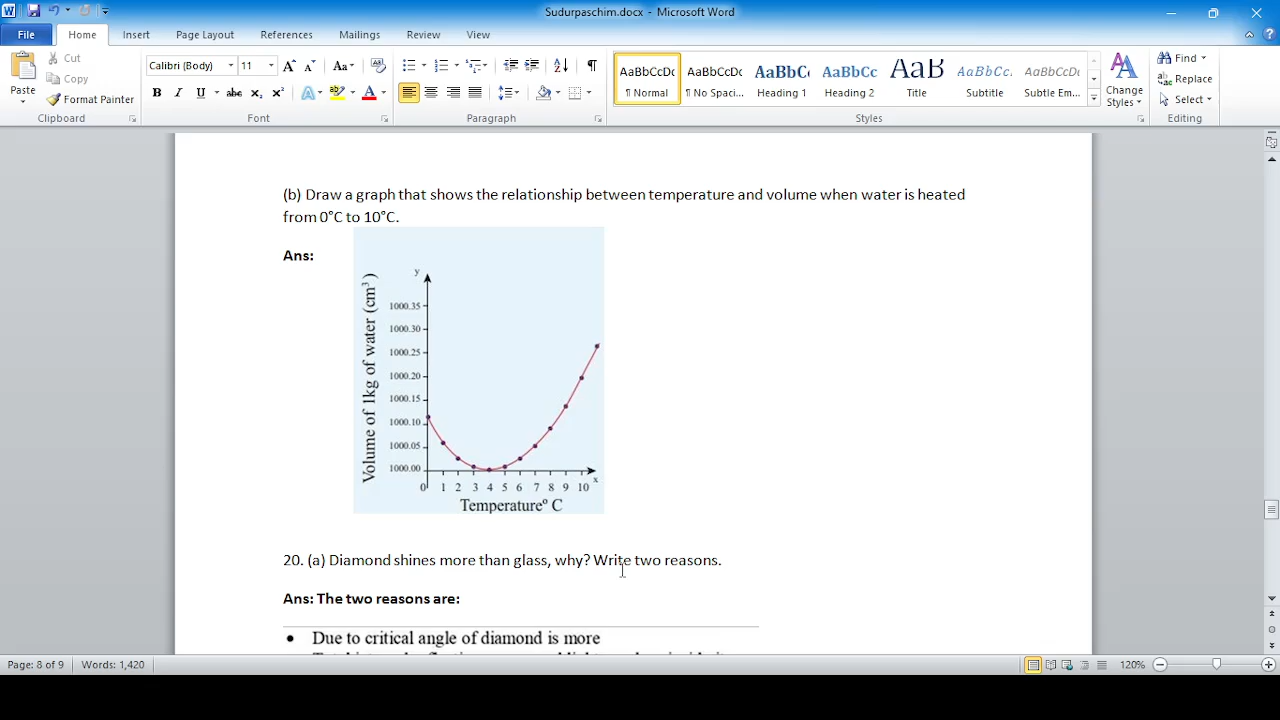 Sudurpaschim.docx - Microsoft Word
File Home Insert Page Layout References Mailings Review View
Paste Cut Copy Format Painter
Calibri (Body) 11
AaBbCcDc AaBbCcDc AaBbC AaBbCc AaB AaBbCc. AaBbCcDc
¶ Normal ¶ No Spaci... Heading 1 Heading 2 Title Subtitle Subtle Em...
Change Styles
Find Replace Select
Clipboard Font Paragraph Styles Editing
(b) Draw a graph that shows the relationship between temperature and volume when water is heated
from 0°C to 10°C.
Ans:
Volume of 1kg of water (cm³)
y
1000.35
1000.30
1000.25
1000.20
1000.15
1000.10
1000.05
1000.00
0 1 2 3 4 5 6 7 8 9 10 x
Temperature° C
20. (a) Diamond shines more than glass, why? Write two reasons.
Ans: The two reasons are:
• Due to critical angle of diamond is more
Page: 8 of 9 Words: 1,420 120%